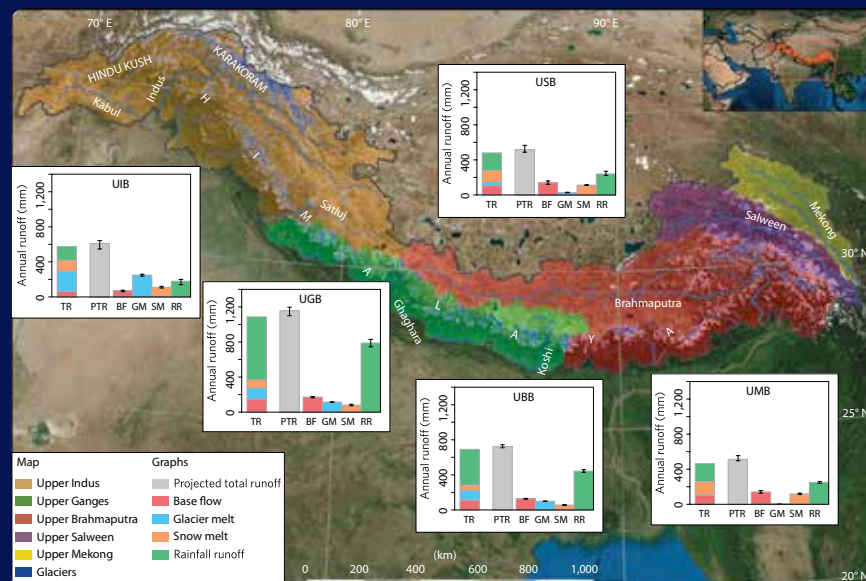 70° E
80° E
90° E
HINDU KUSH
KARAKORAM
Kabul
Indus
H
I
M
A
L
A
Y
A
Satluj
Ghaghara
Koshi
Brahmaputra
Salween
Mekong
30° N
25° N
20° N
USB
Annual runoff (mm)
1,200
800
400
0
TR PTR BF GM SM RR
UIB
Annual runoff (mm)
1,200
800
400
0
TR PTR BF GM SM RR
UGB
Annual runoff (mm)
1,200
800
400
0
TR PTR BF GM SM RR
UBB
Annual runoff (mm)
1,200
800
400
0
TR PTR BF GM SM RR
UMB
Annual runoff (mm)
1,200
800
400
0
TR PTR BF GM SM RR
Map
Upper Indus
Upper Ganges
Upper Brahmaputra
Upper Salween
Upper Mekong
Glaciers
Graphs
Projected total runoff
Base flow
Glacier melt
Snow melt
Rainfall runoff
(km)
0 200 400 600 800 1,000